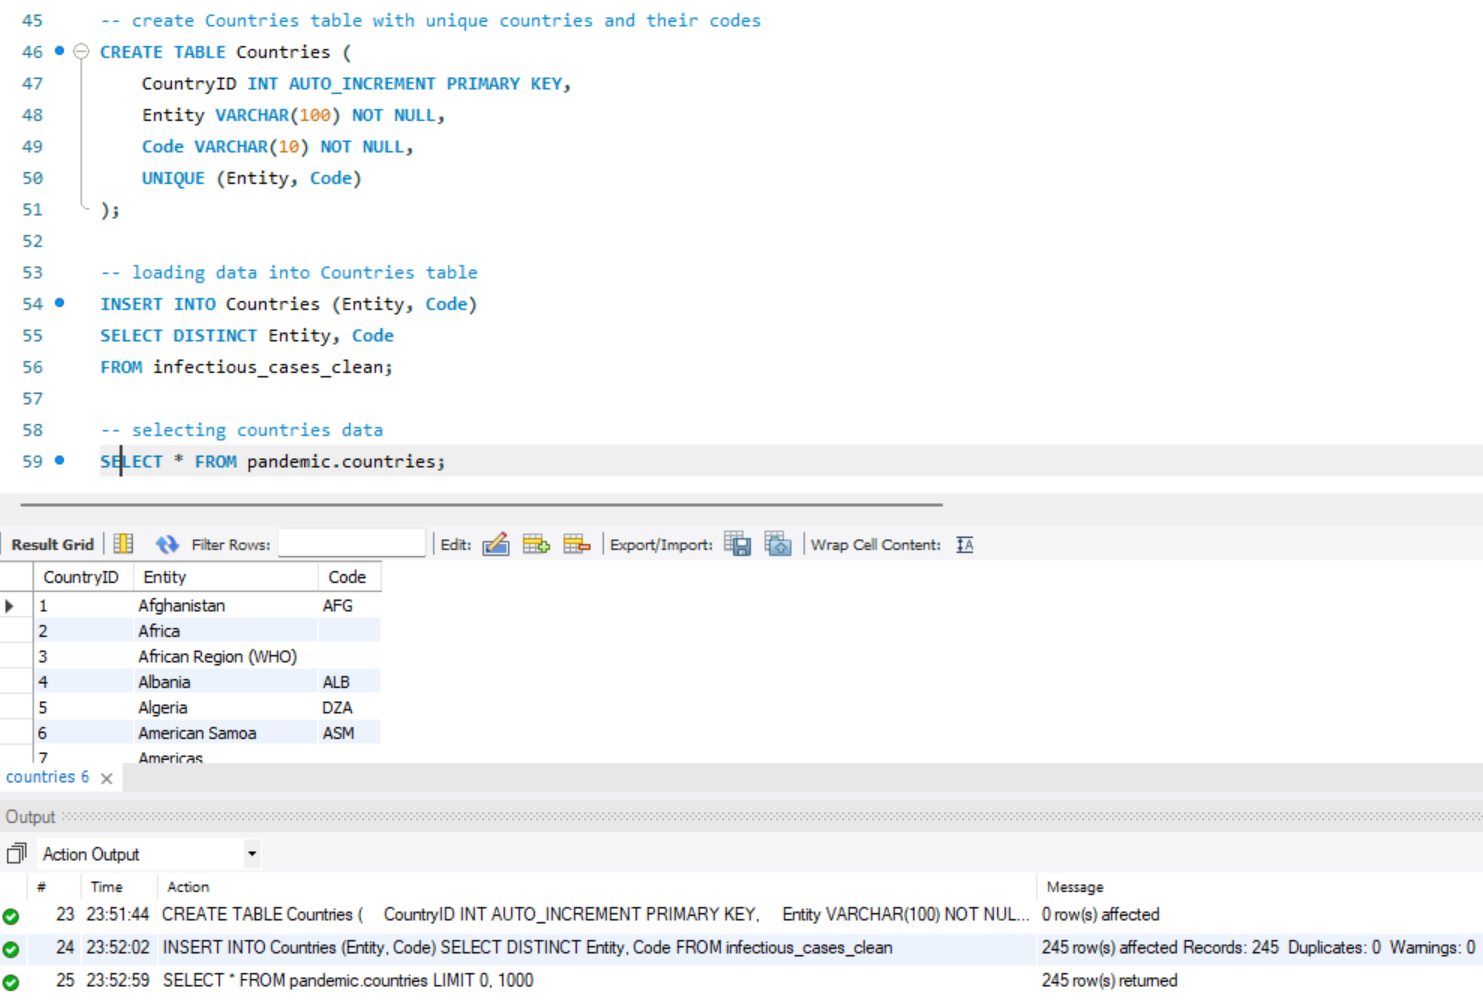 45 -- create Countries table with unique countries and their codes
46 CREATE TABLE Countries (
47 CountryID INT AUTO_INCREMENT PRIMARY KEY,
48 Entity VARCHAR(100) NOT NULL,
49 Code VARCHAR(10) NOT NULL,
50 UNIQUE (Entity, Code)
51 );
52
53 -- loading data into Countries table
54 INSERT INTO Countries (Entity, Code)
55 SELECT DISTINCT Entity, Code
56 FROM infectious_cases_clean;
57
58 -- selecting countries data
59 SELECT * FROM pandemic.countries;
Result Grid Filter Rows: Edit: Export/Import: Wrap Cell Content: IA
CountryID Entity Code
1 Afghanistan AFG
2 Africa
3 African Region (WHO)
4 Albania ALB
5 Algeria DZA
6 American Samoa ASM
7 Americas
countries 6
Output
Action Output
# Time Action Message
23 23:51:44 CREATE TABLE Countries ( CountryID INT AUTO_INCREMENT PRIMARY KEY, Entity VARCHAR(100) NOT NUL... 0 row(s) affected
24 23:52:02 INSERT INTO Countries (Entity, Code) SELECT DISTINCT Entity, Code FROM infectious_cases_clean 245 row(s) affected Records: 245 Duplicates: 0 Warnings: 0
25 23:52:59 SELECT * FROM pandemic.countries LIMIT 0, 1000 245 row(s) returned